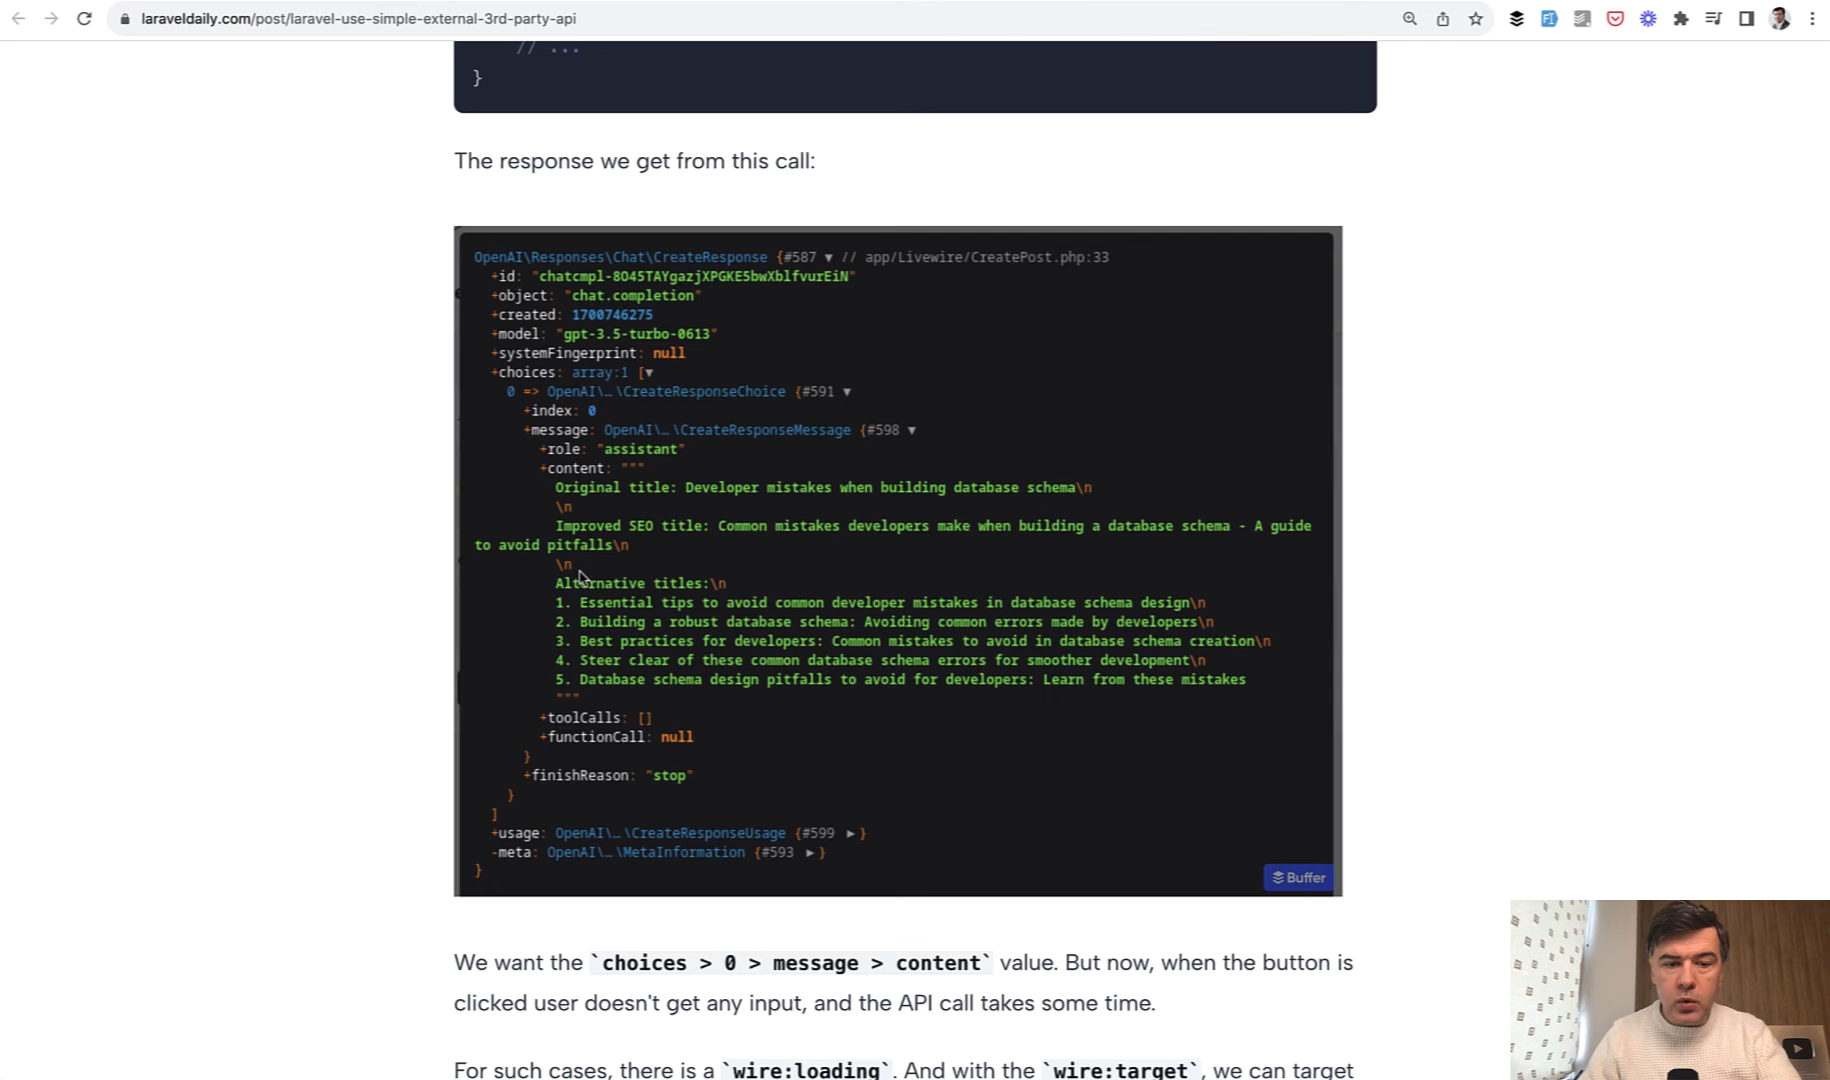 laraveldaily.com/post/laravel-use-simple-external-3rd-party-api
// ...
}
The response we get from this call:
OpenAI\Responses\Chat\CreateResponse {#587 ▼ // app/Livewire/CreatePost.php:33
+id: "chatcmpl-8O45TAYgazjXPGKE5bwXblfvurEiN"
+object: "chat.completion"
+created: 1700746275
+model: "gpt-3.5-turbo-0613"
+systemFingerprint: null
+choices: array:1 [▼
0 => OpenAI\…\CreateResponseChoice {#591 ▼
+index: 0
+message: OpenAI\…\CreateResponseMessage {#598 ▼
+role: "assistant"
+content: """
Original title: Developer mistakes when building database schema\n
\n
Improved SEO title: Common mistakes developers make when building a database schema - A guide
to avoid pitfalls\n
\n
Alternative titles:\n
1. Essential tips to avoid common developer mistakes in database schema design\n
2. Building a robust database schema: Avoiding common errors made by developers\n
3. Best practices for developers: Common mistakes to avoid in database schema creation\n
4. Steer clear of these common database schema errors for smoother development\n
5. Database schema design pitfalls to avoid for developers: Learn from these mistakes
"""
+toolCalls: []
+functionCall: null
}
+finishReason: "stop"
}
]
+usage: OpenAI\…\CreateResponseUsage {#599 ▶}
-meta: OpenAI\…\MetaInformation {#593 ▶}
}
Buffer
We want the `choices > 0 > message > content` value. But now, when the button is
clicked user doesn't get any input, and the API call takes some time.
For such cases, there is a `wire:loading`. And with the `wire:target`, we can target